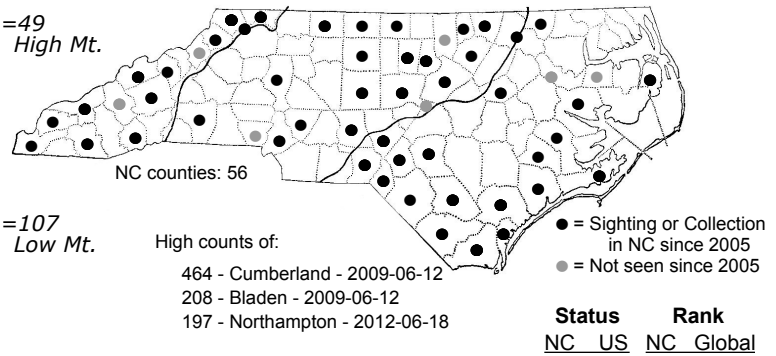 =49
High Mt.
NC counties: 56
=107
Low Mt.
High counts of:
464 - Cumberland - 2009-06-12
208 - Bladen - 2009-06-12
197 - Northampton - 2012-06-18
= Sighting or Collection
in NC since 2005
= Not seen since 2005
Status Rank
NC US NC Global